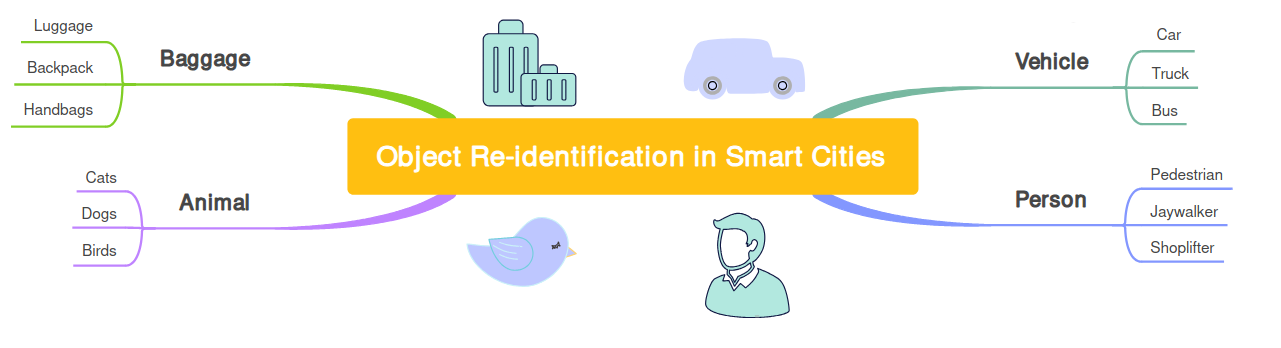 Object Re-identification in Smart Cities
Baggage
Luggage
Backpack
Handbags
Animal
Cats
Dogs
Birds
Vehicle
Car
Truck
Bus
Person
Pedestrian
Jaywalker
Shoplifter